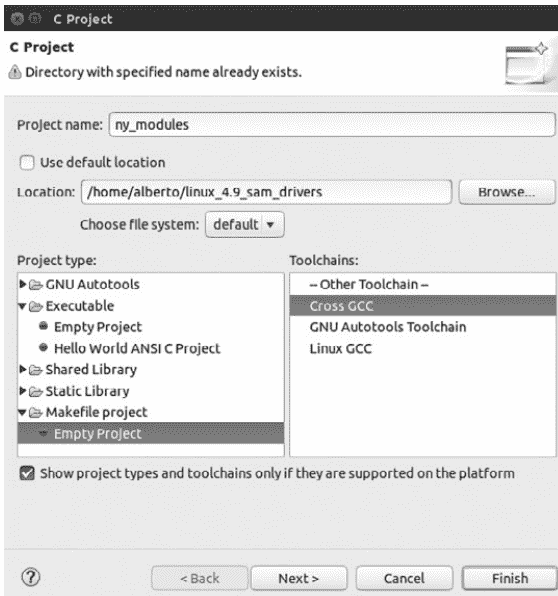 C Project
C Project
Directory with specified name already exists.
Project name: ny_modules
Use default location
Location: /home/alberto/linux_4.9_sam_drivers Browse...
Choose file system: default
Project type:
GNU Autotools
Executable
Empty Project
Hello World ANSI C Project
Shared Library
Static Library
Makefile project
Empty Project
Toolchains:
-- Other Toolchain --
Cross GCC
GNU Autotools Toolchain
Linux GCC
Show project types and toolchains only if they are supported on the platform
? < Back Next > Cancel Finish